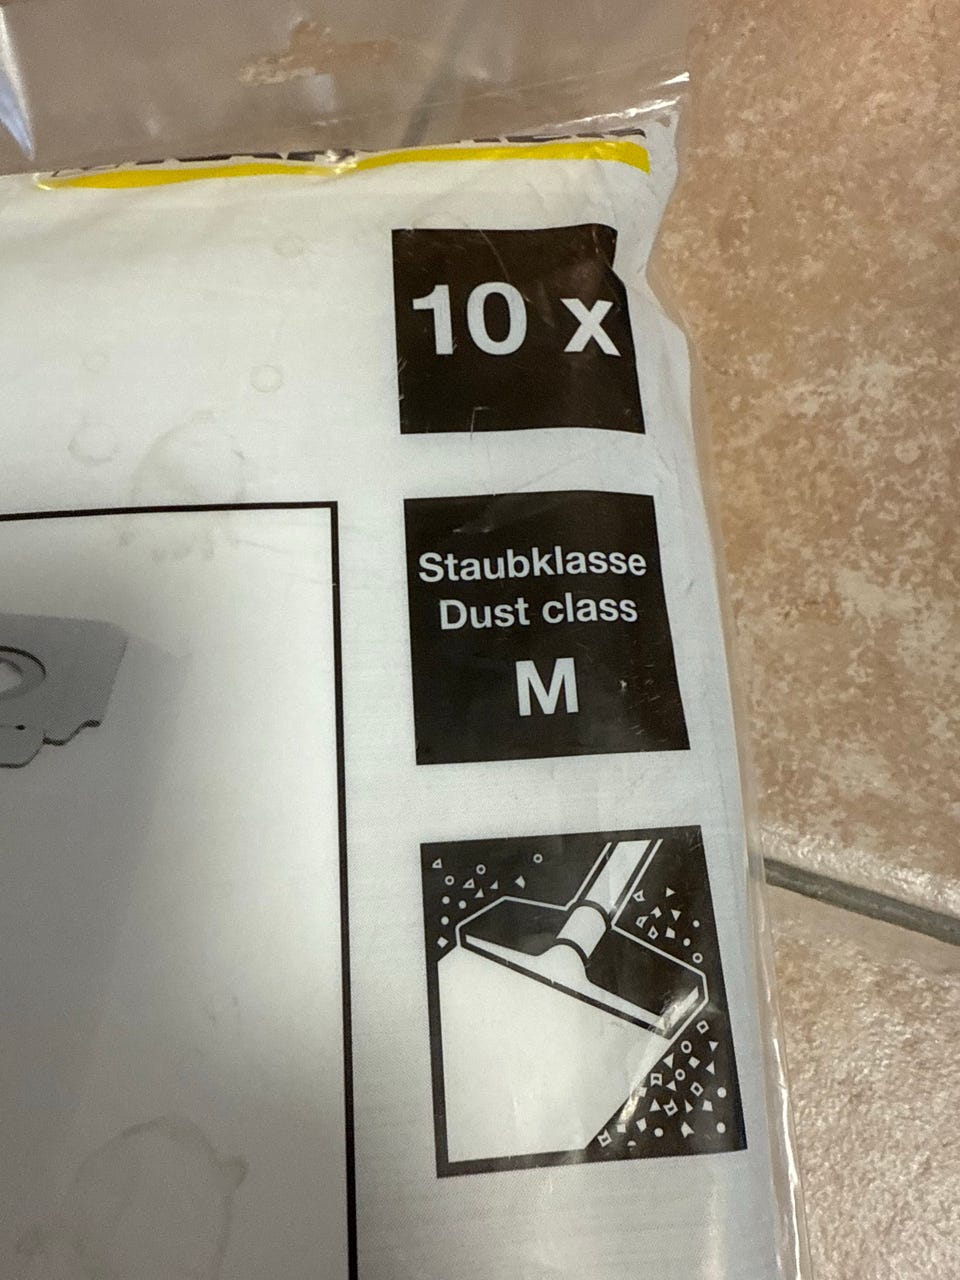 10 x
Staubklasse
Dust class
M